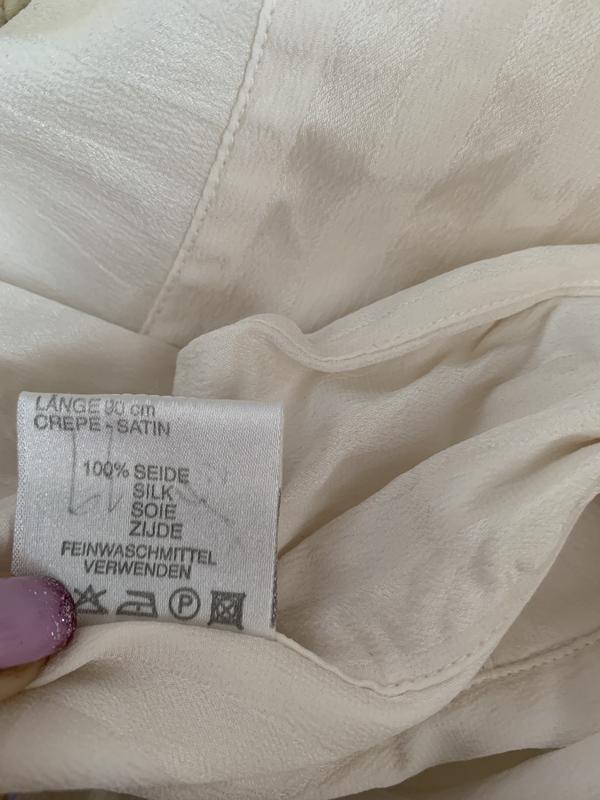 LÄNGE 90 cm
CREPE-SATIN
100% SEIDE
SILK
SOIE
ZIJDE
FEINWASCHMITTEL
VERWENDEN
P